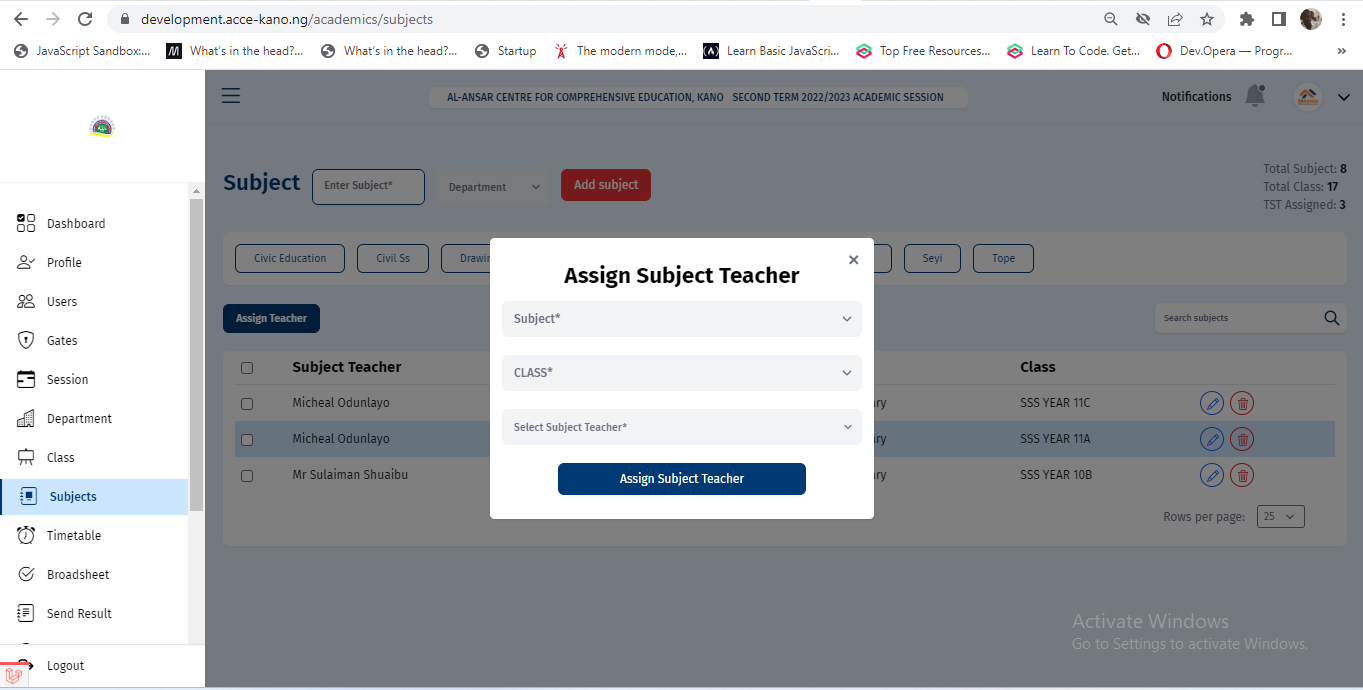 development.acce-kano.ng/academics/subjects
JavaScript Sandbox:... What's in the head?... What's in the head?... Startup The modern mode,... Learn Basic JavaScri... Top Free Resources... Learn To Code. Get... Dev.Opera — Progr... »
AL-ANSAR CENTRE FOR COMPREHENSIVE EDUCATION, KANO SECOND TERM 2022/2023 ACADEMIC SESSION
Notifications
Dashboard
Profile
Users
Gates
Session
Department
Class
Subjects
Timetable
Broadsheet
Send Result
Logout
Subject Enter Subject* Department Add subject
Total Subject: 8
Total Class: 17
TST Assigned: 3
Civic Education Civil Ss Drawin Seyi Tope
Assign Teacher Search subjects
Subject Teacher Class
Micheal Odunlayo ry SSS YEAR 11C
Micheal Odunlayo ry SSS YEAR 11A
Mr Sulaiman Shuaibu ry SSS YEAR 10B
Rows per page: 25
Assign Subject Teacher
Subject*
CLASS*
Select Subject Teacher*
Assign Subject Teacher
Activate Windows
Go to Settings to activate Windows.